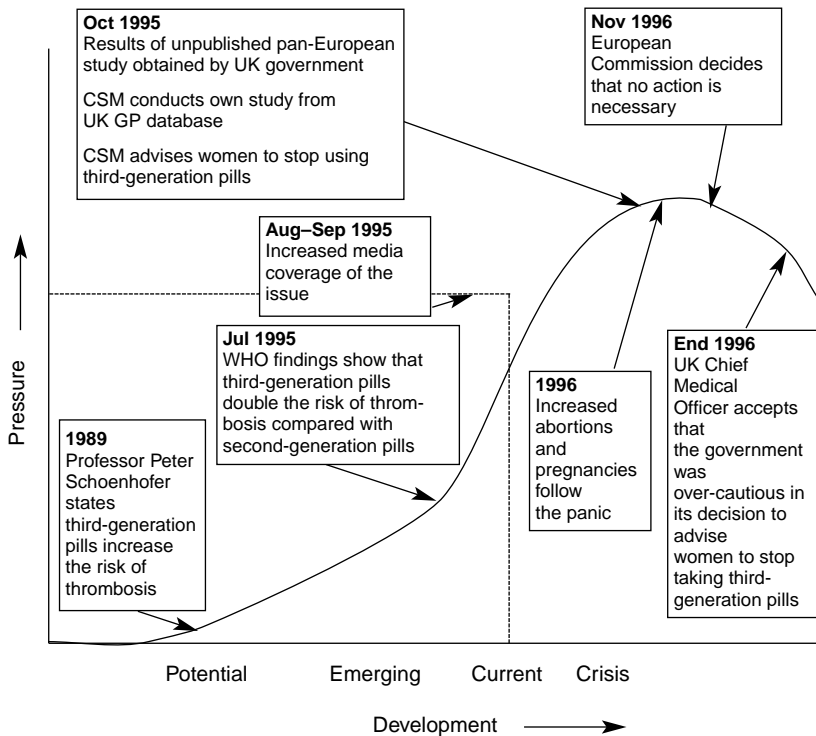 Oct 1995
Results of unpublished pan-European
study obtained by UK government
CSM conducts own study from
UK GP database
CSM advises women to stop using
third-generation pills
Nov 1996
European
Commission decides
that no action is
necessary
Aug–Sep 1995
Increased media
coverage of the
issue
Jul 1995
WHO findings show that
third-generation pills
double the risk of throm-
bosis compared with
second-generation pills
1989
Professor Peter
Schoenhofer
states
third-generation
pills increase
the risk of
thrombosis
1996
Increased
abortions
and
pregnancies
follow
the panic
End 1996
UK Chief
Medical
Officer accepts
that
the government
was
over-cautious in
its decision to
advise
women to stop
taking third-
generation pills
Pressure
Potential
Emerging
Current
Crisis
Development